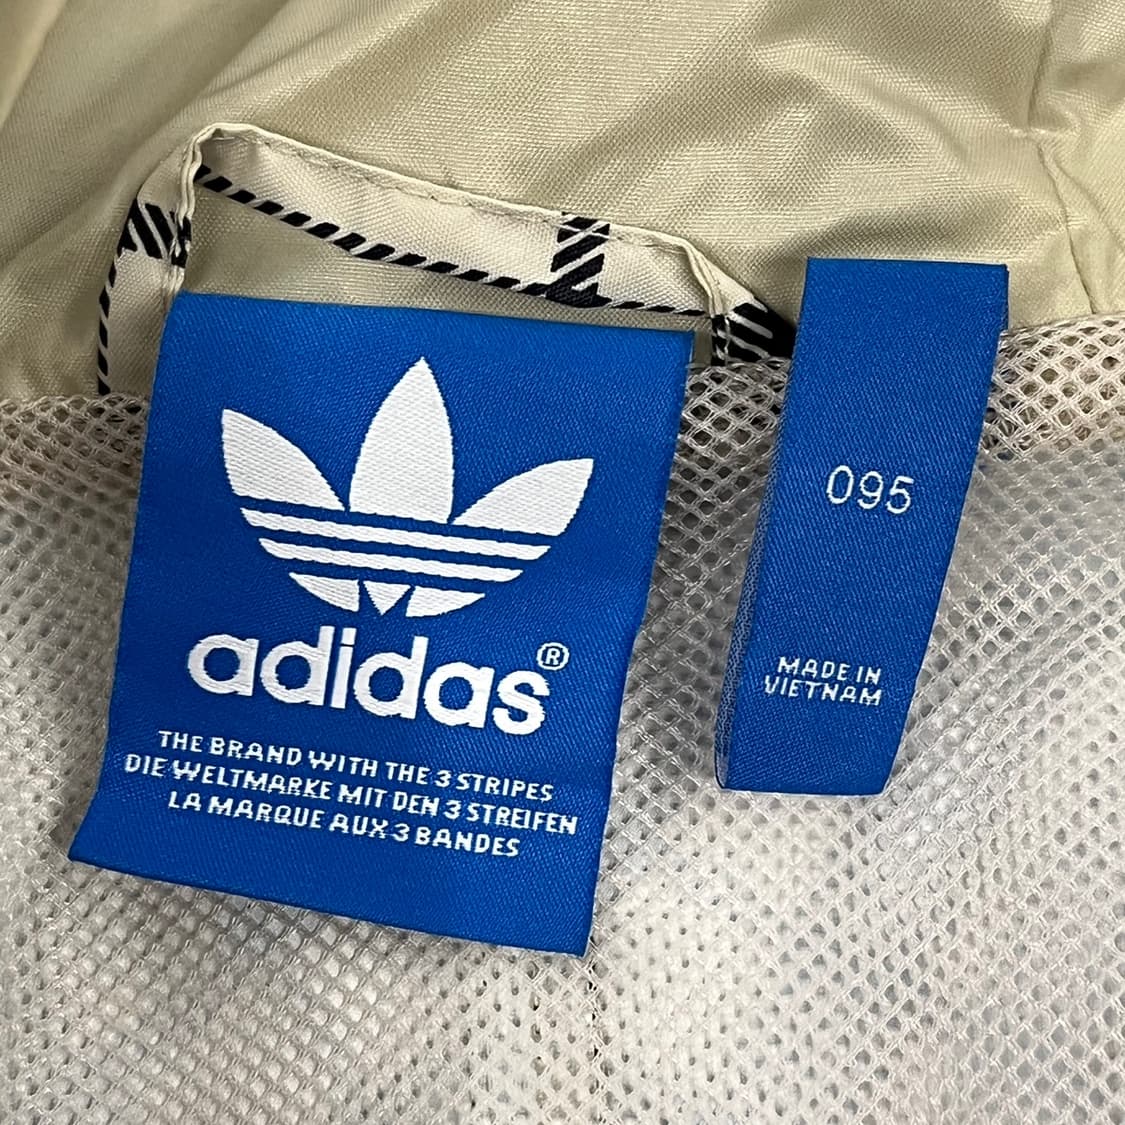 adidas®
THE BRAND WITH THE 3 STRIPES
DIE WELTMARKE MIT DEN 3 STREIFEN
LA MARQUE AUX 3 BANDES
095
MADE IN
VIETNAM